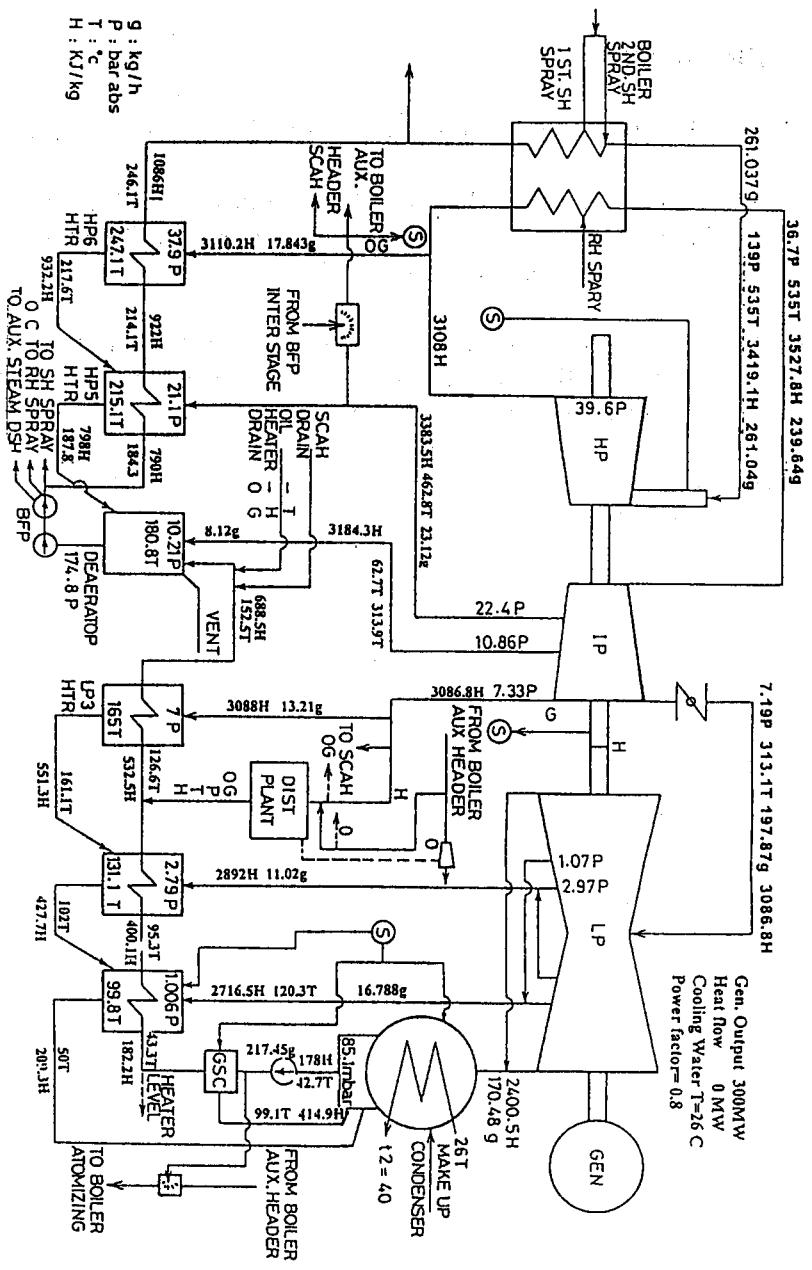 g : kg/h
P : bar abs
T : °c
H : KJ/kg
BOILER
2ND. SH
SPRAY
1 ST. SH
SPRAY
RH SPARY
261.037g
36.7P 535T 3527.8H 239.64g
139P 535T 3419.1H 261.04g
S
3108H
39.6P
HP
IP
22.4P
10.86P
TO BOILER
AUX.
HEADER
SCAH
S
OG
3110.2H 17.843g
1086H
246.1T
37.9 P
247.1T
HP6
HTR
217.6T
932.2H
922H
214.1T
FROM BFP
INTER STAGE
21.1 P
215.1T
HP5
HTR
798H
187.8
790H
184.3
3383.5H 462.8T 23.12g
SCAH
DRAIN
OIL
HEATER
DRAIN
- T
- H
O G
TO SH SPRAY
O C TO RH SPRAY
TO AUX. STEAM DSH
BFP
10.21P
180.8T
DEAERATOP
174.8 P
VENT
8.12g
3184.3H
62.7T 313.9T
688.5H
152.5T
7.33P
3086.8H
7.19P 313.1T 197.87g 3086.8H
G
S
H
7 P
165T
LP3
HTR
3088H 13.21g
161.1T
551.3H
126.6T
532.5H
TO SCAH
OG
H
FROM BOILER
AUX HEADER
DIST
PLANT
OG
P
T
H
O
O
1.07P
2.97P
LP
2.79 P
131.1 T
2892H 11.02g
102T
427.7H
95.3T
400.1H
S
1.006P
99.8T
2716.5H 120.3T
16.788g
50T
209.3H
43.3T
182.2H
HEATER
LEVEL
GSC
217.45g
178H
42.7T
99.1T 414.9H
85.1mbar
26T
t2 = 40
MAKE UP
CONDENSER
2400.5H
170.48 g
GEN
FROM BOILER
AUX.HEADER
TO BOILER
ATOMIZING
Gen. Output 300MW
Heat flow 0 MW
Cooling Water T=26 C
Power factor= 0.8